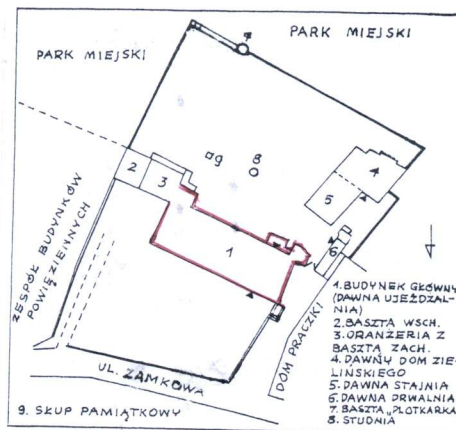 PARK MIEJSKI
PARK MIEJSKI
7
9
8
2
3
4
5
1
6
ZESPÓŁ BUDYNKÓW
POWIĘZIENNYCH
DOM PRACZKI
UL. ZAMKOWA
1. BUDYNEK GŁÓWNY
(DAWNA UJEŻDŻAL-
NIA)
2. BASZTA WSCH.
3. ORANŻERIA Z
BASZTĄ ZACH.
4. DAWNY DOM ZIE-
LIŃSKIEGO
5. DAWNA STAJNIA
6. DAWNA DRWALNIA
7. BASZTA „PLOTKARKA"
8. STUDNIA
9. SŁUP PAMIĄTKOWY